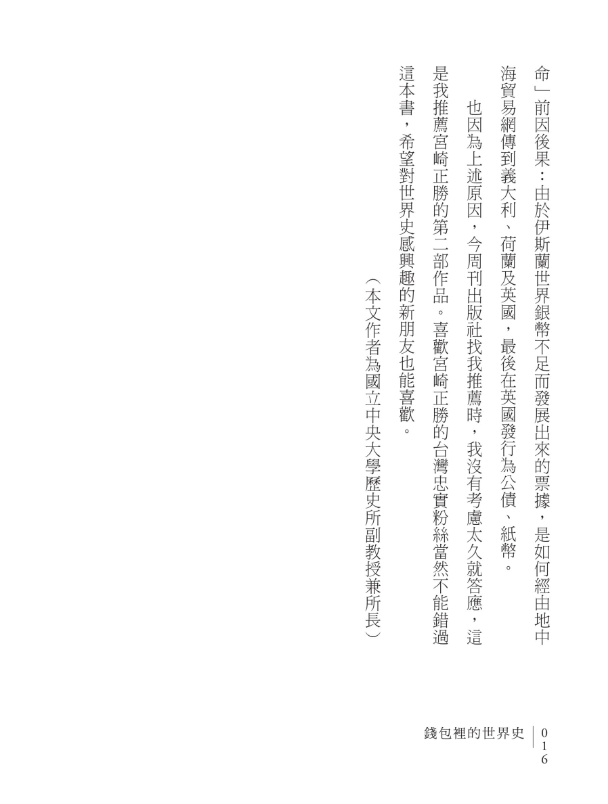 命」前因後果：由於伊斯蘭世界銀幣不足而發展出來的票據，是如何經由地中
海貿易網傳到義大利、荷蘭及英國，最後在英國發行為公債、紙幣。
也因為上述原因，今周刊出版社找我推薦時，我沒有考慮太久就答應，這
是我推薦宮崎正勝的第二部作品。喜歡宮崎正勝的台灣忠實粉絲當然不能錯過
這本書，希望對世界史感興趣的新朋友也能喜歡。
（本文作者為國立中央大學歷史所副教授兼所長）
錢包裡的世界史
016